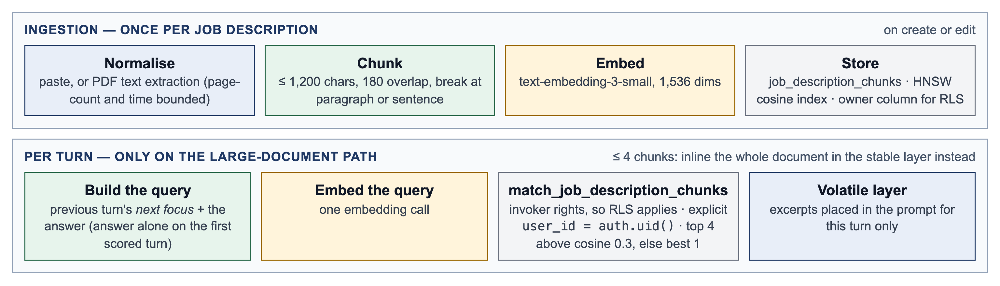 INGESTION — ONCE PER JOB DESCRIPTION
on create or edit
Normalise
paste, or PDF text extraction (page-
count and time bounded)
Chunk
≤ 1,200 chars, 180 overlap, break at
paragraph or sentence
Embed
text-embedding-3-small, 1,536 dims
Store
job_description_chunks · HNSW
cosine index · owner column for RLS
PER TURN — ONLY ON THE LARGE-DOCUMENT PATH
≤ 4 chunks: inline the whole document in the stable layer instead
Build the query
previous turn's next focus + the
answer (answer alone on the first
scored turn)
Embed the query
one embedding call
match_job_description_chunks
invoker rights, so RLS applies · explicit
user_id = auth.uid() · top 4
above cosine 0.3, else best 1
Volatile layer
excerpts placed in the prompt for
this turn only